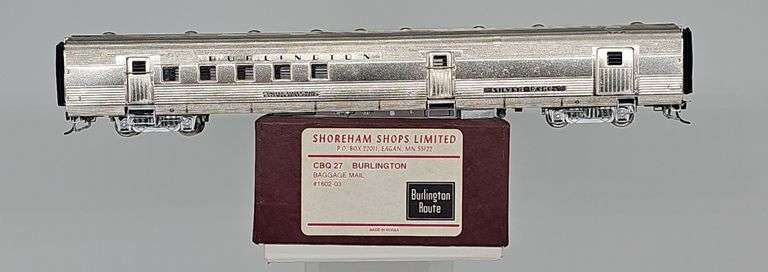 BURLINGTON
SHOREHAM SHOPS LIMITED
P.O. BOX 22011, EAGAN, MN 55122
CBQ 27 BURLINGTON
BAGGAGE MAIL
#1602-03
Burlington
Route
MADE IN KOREA